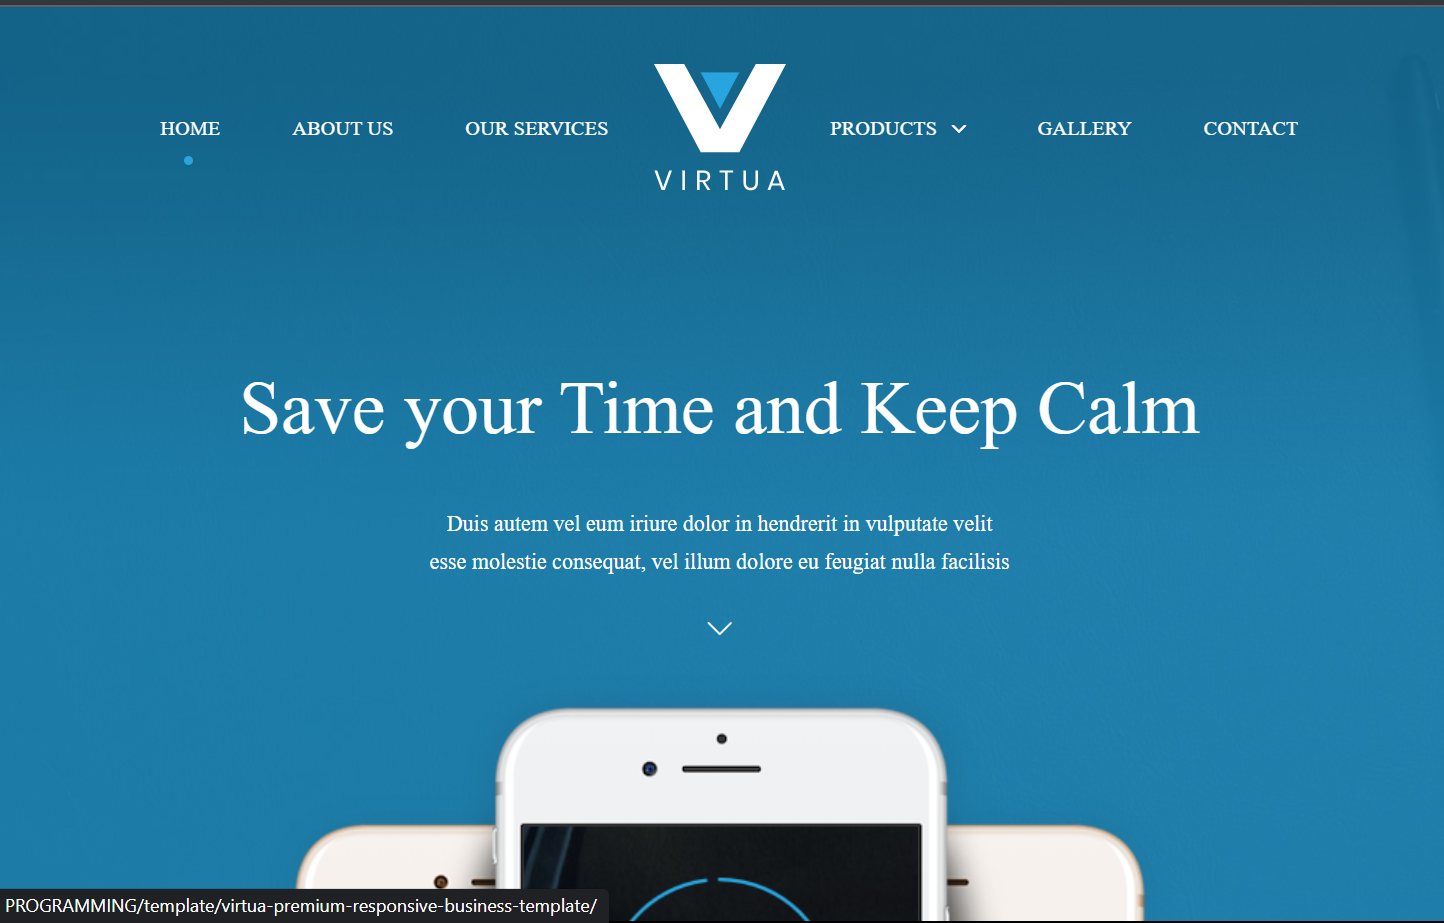 HOME
ABOUT US
OUR SERVICES
VIRTUA
PRODUCTS
GALLERY
CONTACT
Save your Time and Keep Calm
Duis autem vel eum iriure dolor in hendrerit in vulputate velit
esse molestie consequat, vel illum dolore eu feugiat nulla facilisis
PROGRAMMING/template/virtua-premium-responsive-business-template/